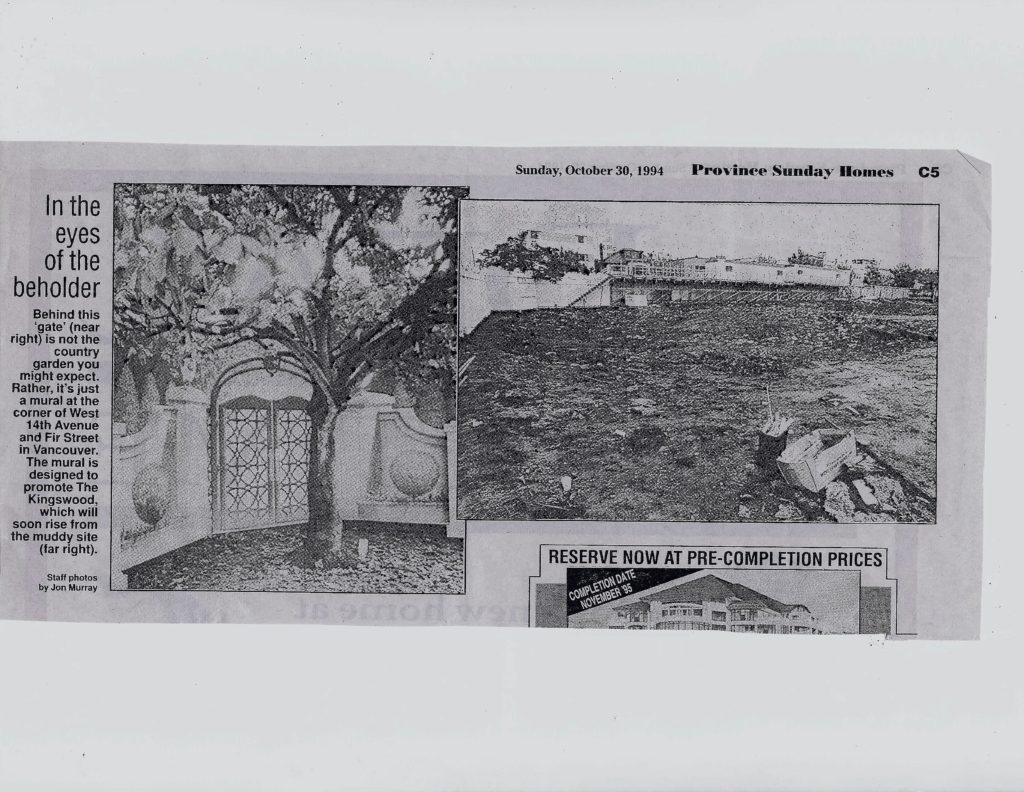 Sunday, October 30, 1994 Province Sunday Homes C5
In the
eyes
of the
beholder
Behind this
'gate' (near
right) is not the
country
garden you
might expect.
Rather, it's just
a mural at the
corner of West
14th Avenue
and Fir Street
in Vancouver.
The mural is
designed to
promote The
Kingswood,
which will
soon rise from
the muddy site
(far right).
Staff photos
by Jon Murray
RESERVE NOW AT PRE-COMPLETION PRICES
COMPLETION DATE
NOVEMBER '95
new home at